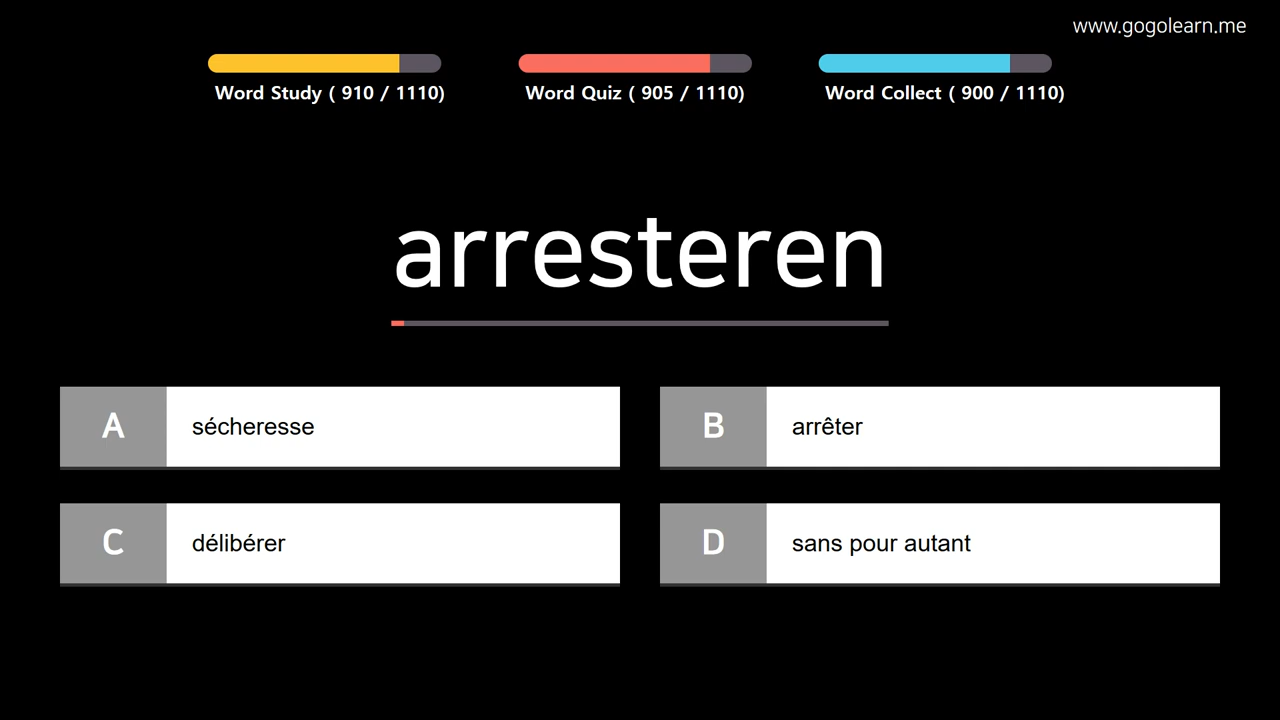 www.gogolearn.me
Word Study ( 910 / 1110)
Word Quiz ( 905 / 1110)
Word Collect ( 900 / 1110)
arresteren
A
sécheresse
B
arrêter
C
délibérer
D
sans pour autant